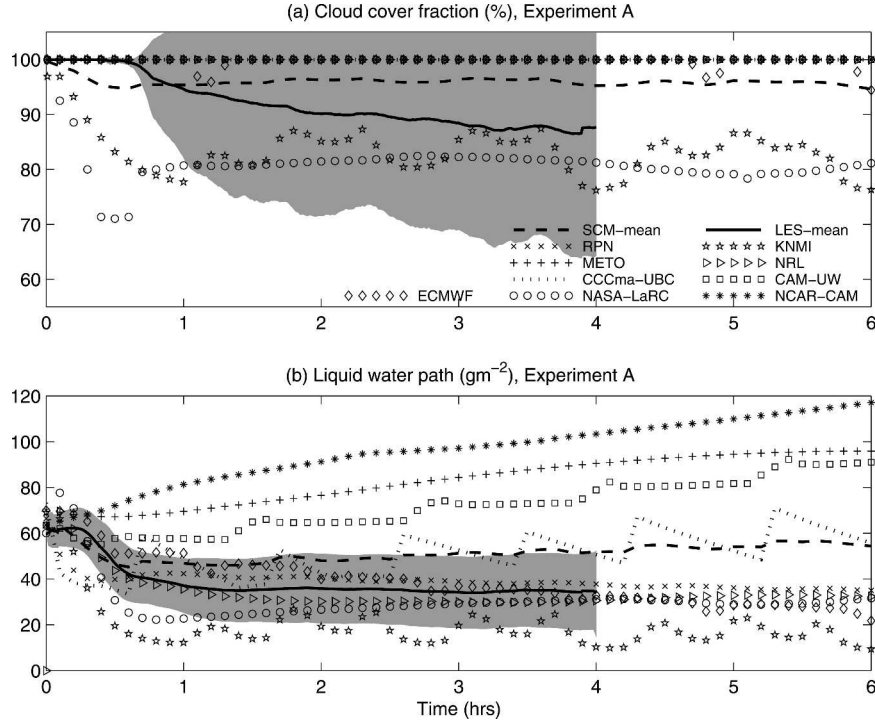 (a) Cloud cover fraction (%), Experiment A
100
90
80
70
60
SCM−mean
LES−mean
RPN
KNMI
METO
NRL
CCCma−UBC
CAM−UW
ECMWF
NASA−LaRC
NCAR−CAM
0 1 2 3 4 5 6
(b) Liquid water path (gm−2), Experiment A
120
100
80
60
40
20
0
0 1 2 3 4 5 6
Time (hrs)